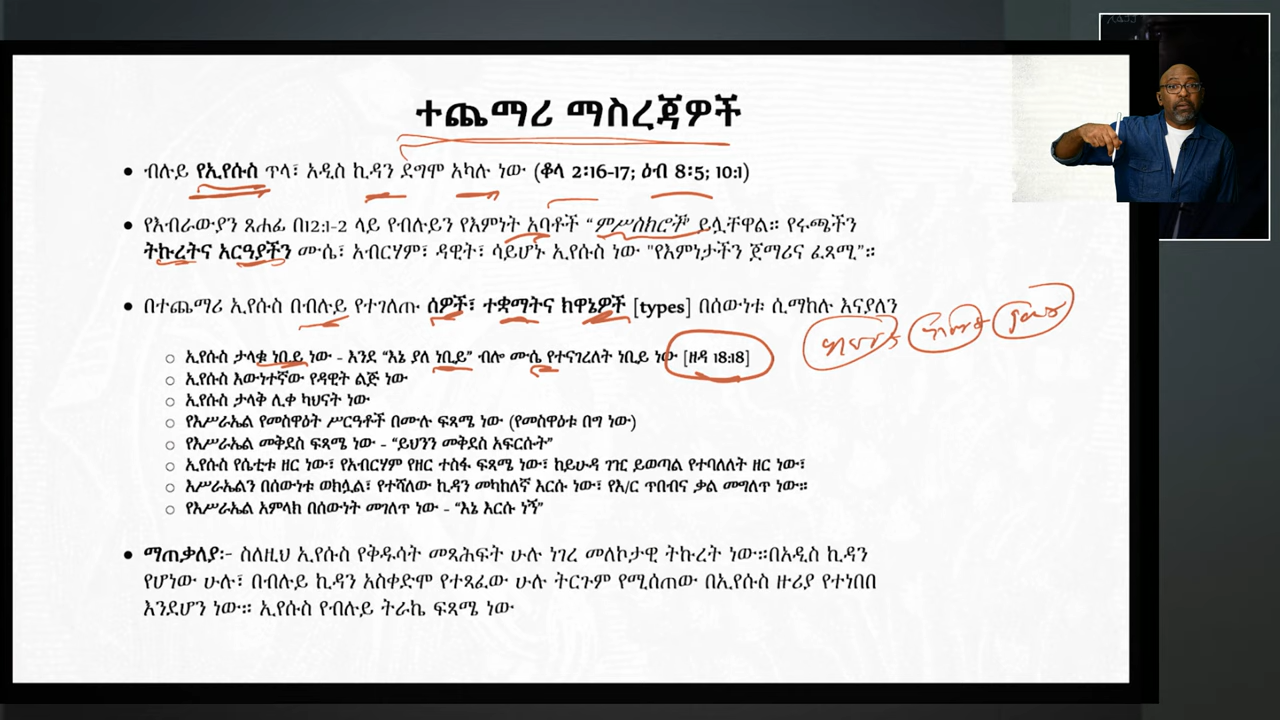 ተጨማሪ ማስረጃዎች
• ብሉይ የኢየሱስ ጥላ፣ አዲስ ኪዳን ደግሞ አካሉ ነው (ቆላ 2፡16-17; ዕብ 8፡5; 10:1)
• የእብራውያን ጸሐፊ በ12:1-2 ላይ የብሉይን የእምነት አባቶች “ምሥክሮች” ይሏቸዋል። የሩጫችን
ትኩረትና አርዓያችን ሙሴ፣ አብርሃም፣ ዳዊት፣ ሳይሆኑ ኢየሱስ ነው "የእምነታችን ጀማሪና ፈጻሚ”።
• በተጨማሪ ኢየሱስ በብሉይ የተገለጡ ሰዎች፣ ተቋማትና ክዋኔዎች [types] በሰውነቱ ሲማከሉ እናያለን
○ ኢየሱስ ታላቁ ነቢይ ነው - እንደ “እኔ ያለ ነቢይ” ብሎ ሙሴ የተናገረለት ነቢይ ነው [ዘዳ 18:18]
○ ኢየሱስ እውነተኛው የዳዊት ልጅ ነው
○ ኢየሱስ ታላቅ ሊቀ ካህናት ነው
○ የእሥራኤል የመስዋዕት ሥርዓቶች በሙሉ ፍጻሜ ነው (የመስዋዕቱ በግ ነው)
○ የእሥራኤል መቅደስ ፍጻሜ ነው - “ይህንን መቅደስ አፍርሱት”
○ ኢየሱስ የሴቲቱ ዘር ነው፣ የአብርሃም የዘር ተስፋ ፍጻሜ ነው፣ ከይሁዳ ነገር ይወጣል የተባለለት ዘር ነው፣
○ እሥራኤልን በሰውነቱ ወክሏል፣ የተሻለው ኪዳን መካከለኛ እርሱ ነው፣ የእ/ር ጥበብና ቃል መግለጥ ነው።
○ የእሥራኤል አምላክ በሰውነት መገለጥ ነው - “እኔ እርሱ ነኝ”
• ማጠቃለያ፡- ስለዚህ ኢየሱስ የቅዱሳት መጻሕፍት ሁሉ ነገረ መለኮታዊ ትኩረት ነው።በአዲስ ኪዳን
የሆነው ሁሉ፣ በብሉይ ኪዳን አስቀድሞ የተጻፈው ሁሉ ትርጉም የሚሰጠው በኢየሱስ ዙሪያ የተነበበ
እንደሆን ነው። ኢየሱስ የብሉይ ትራኬ ፍጻሜ ነው